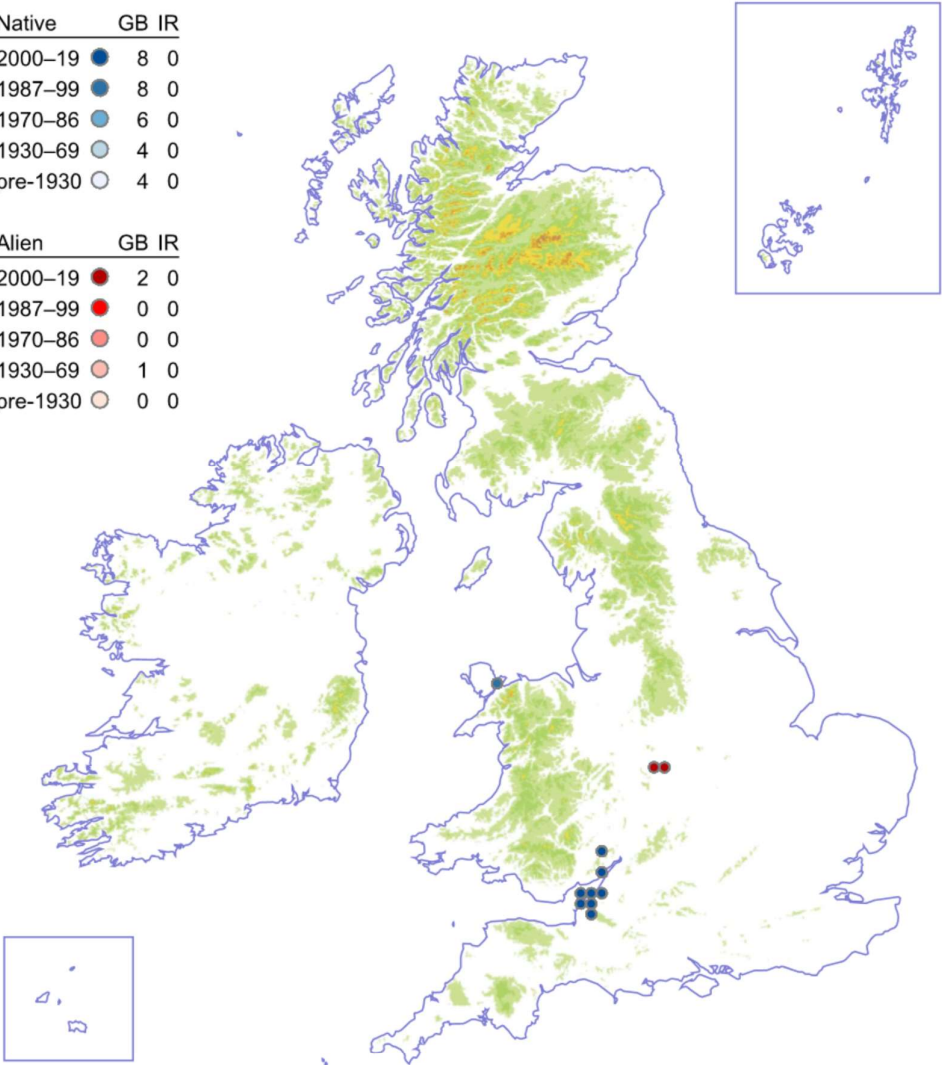 Native GB IR
2000–19 8 0
1987–99 8 0
1970–86 6 0
1930–69 4 0
pre-1930 4 0
Alien GB IR
2000–19 2 0
1987–99 0 0
1970–86 0 0
1930–69 1 0
pre-1930 0 0